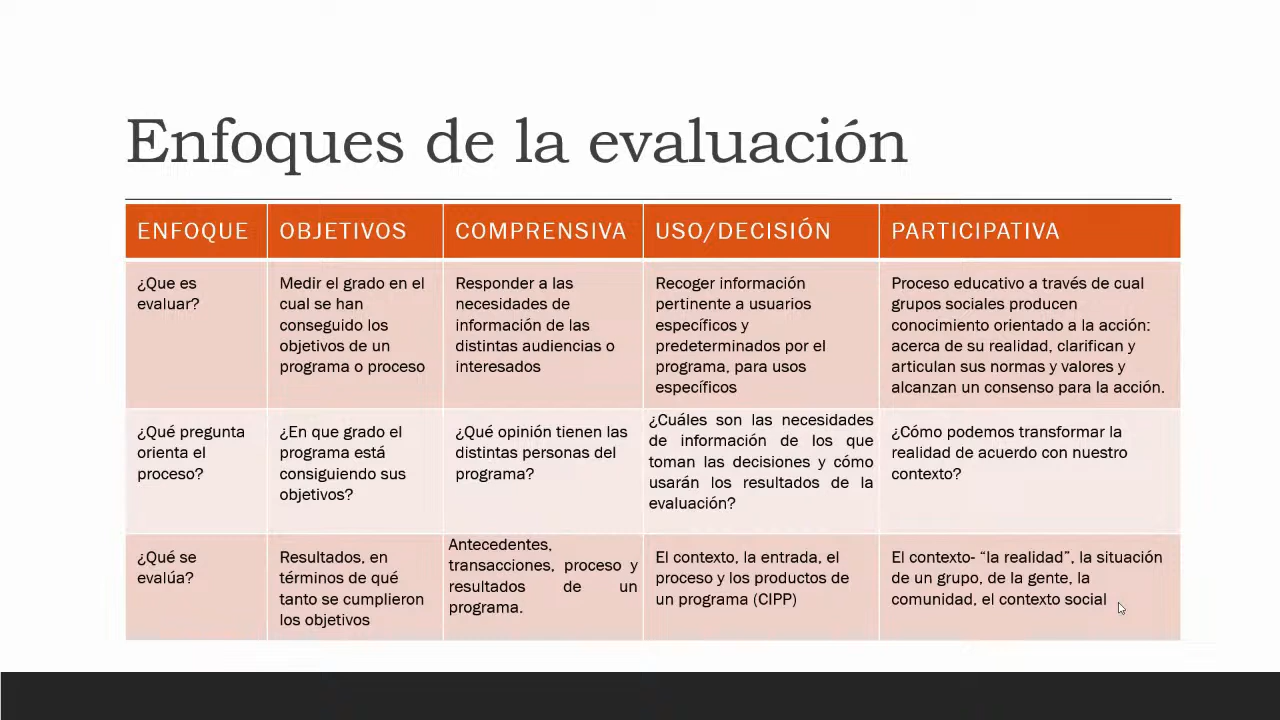 Enfoques de la evaluación
ENFOQUE
OBJETIVOS
COMPRENSIVA
USO/DECISIÓN
PARTICIPATIVA
¿Que es
evaluar?
Medir el grado en el
cual se han
conseguido los
objetivos de un
programa o proceso
Responder a las
necesidades de
información de las
distintas audiencias o
interesados
Recoger información
pertinente a usuarios
específicos y
predeterminados por el
programa, para usos
específicos
Proceso educativo a través de cual
grupos sociales producen
conocimiento orientado a la acción:
acerca de su realidad, clarifican y
articulan sus normas y valores y
alcanzan un consenso para la acción.
¿Qué pregunta
orienta el
proceso?
¿En que grado el
programa está
consiguiendo sus
objetivos?
¿Qué opinión tienen las
distintas personas del
programa?
¿Cuáles son las necesidades
de información de los que
toman las decisiones y cómo
usarán los resultados de la
evaluación?
¿Cómo podemos transformar la
realidad de acuerdo con nuestro
contexto?
¿Qué se
evalúa?
Resultados, en
términos de qué
tanto se cumplieron
los objetivos
Antecedentes,
transacciones, proceso y
resultados de un
programa.
El contexto, la entrada, el
proceso y los productos de
un programa (CIPP)
El contexto- “la realidad”, la situación
de un grupo, de la gente, la
comunidad, el contexto social